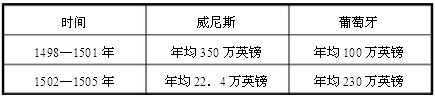 时间 威尼斯 葡萄牙
1498—1501年 年均350万英镑 年均100万英镑
1502—1505年 年均22．4万英镑 年均230万英镑